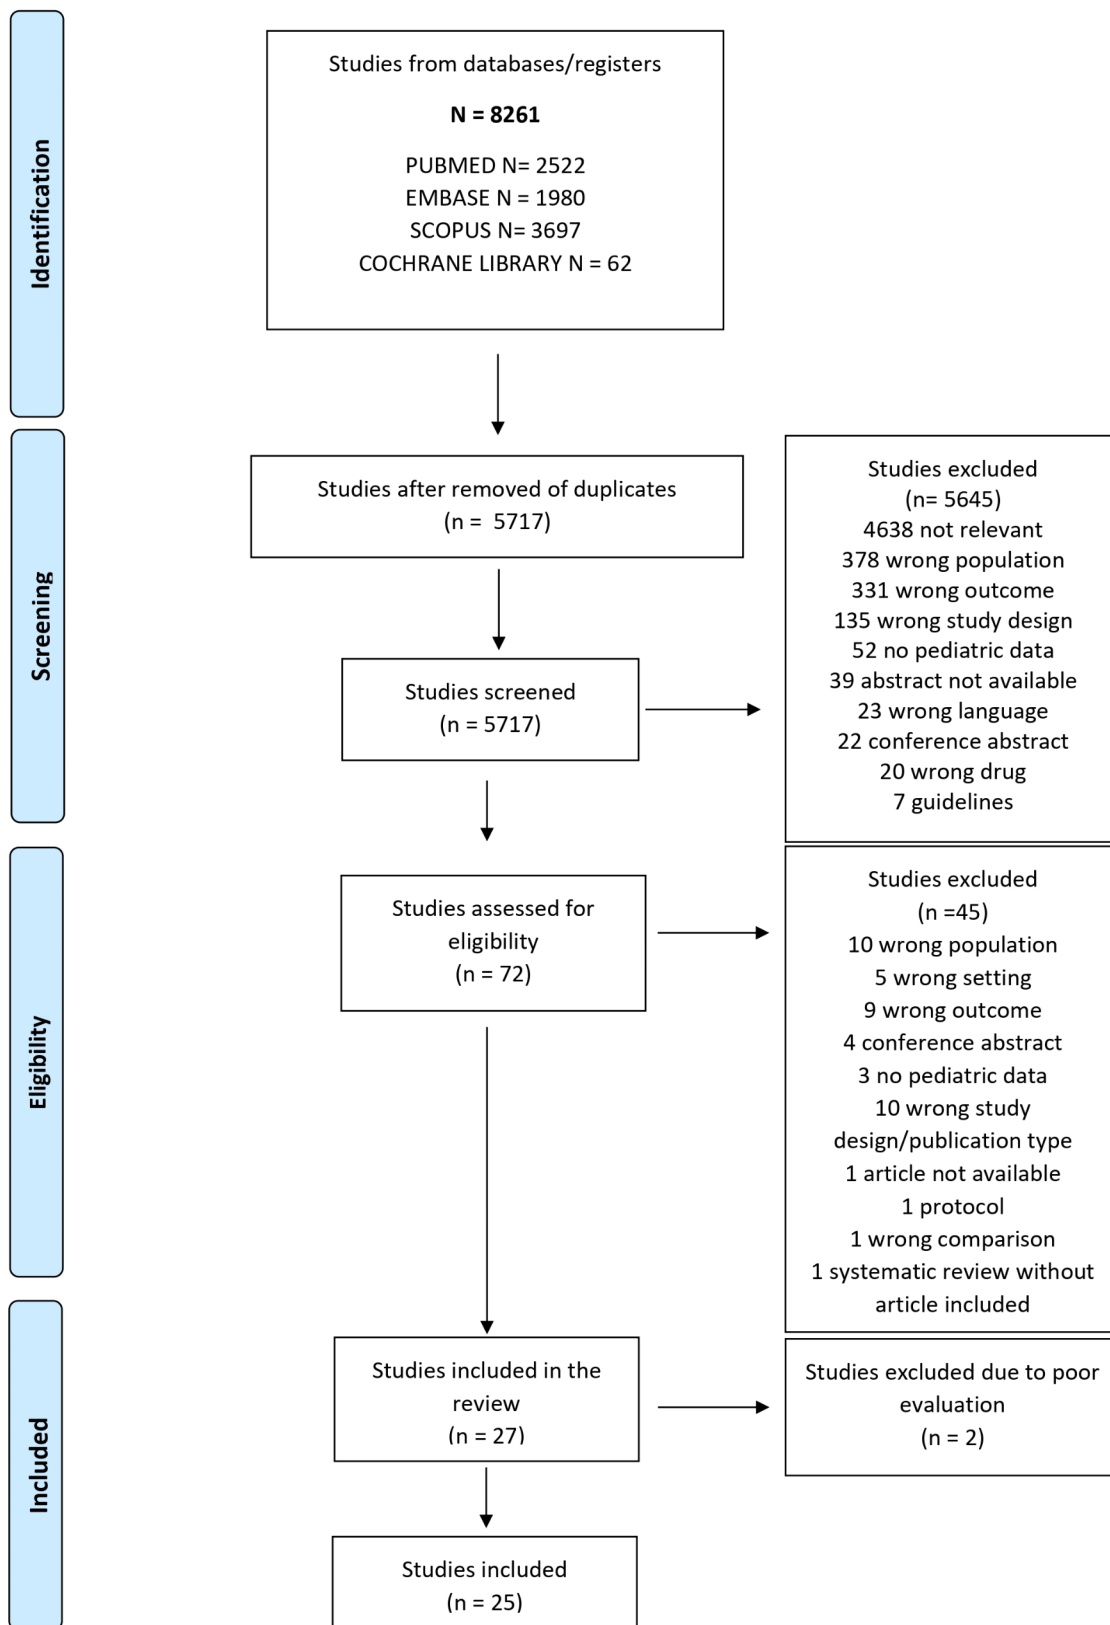 Identification
Studies from databases/registers
N = 8261
PUBMED N= 2522
EMBASE N = 1980
SCOPUS N= 3697
COCHRANE LIBRARY N = 62
Screening
Studies after removed of duplicates
(n =  5717)
Studies screened
(n = 5717)
Studies excluded
(n= 5645)
4638 not relevant
378 wrong population
331 wrong outcome
135 wrong study design
52 no pediatric data
39 abstract not available
23 wrong language
22 conference abstract
20 wrong drug
7 guidelines
Eligibility
Studies assessed for
eligibility
(n = 72)
Studies excluded
(n =45)
10 wrong population
5 wrong setting
9 wrong outcome
4 conference abstract
3 no pediatric data
10 wrong study
design/publication type
1 article not available
1 protocol
1 wrong comparison
1 systematic review without
article included
Included
Studies included in the
review
(n = 27)
Studies excluded due to poor
evaluation
(n = 2)
Studies included
(n = 25)